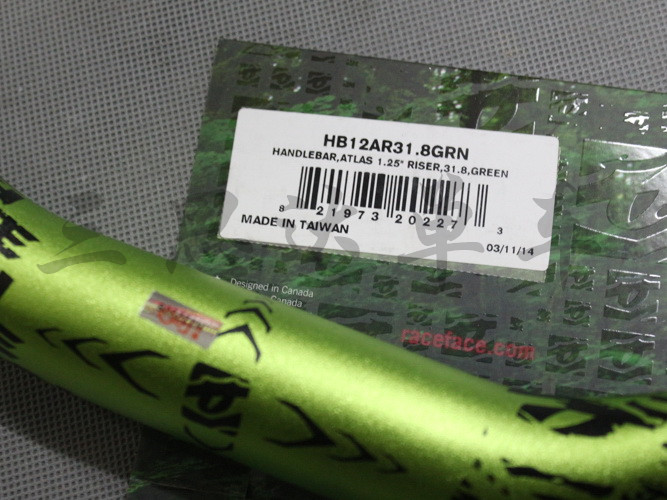 HB12AR31.8GRN
HANDLEBAR,ATLAS 1.25" RISER,31.8,GREEN
8 21973 20227 3
MADE IN TAIWAN
03/11/14
Designed in Canada
Canada
raceface.com